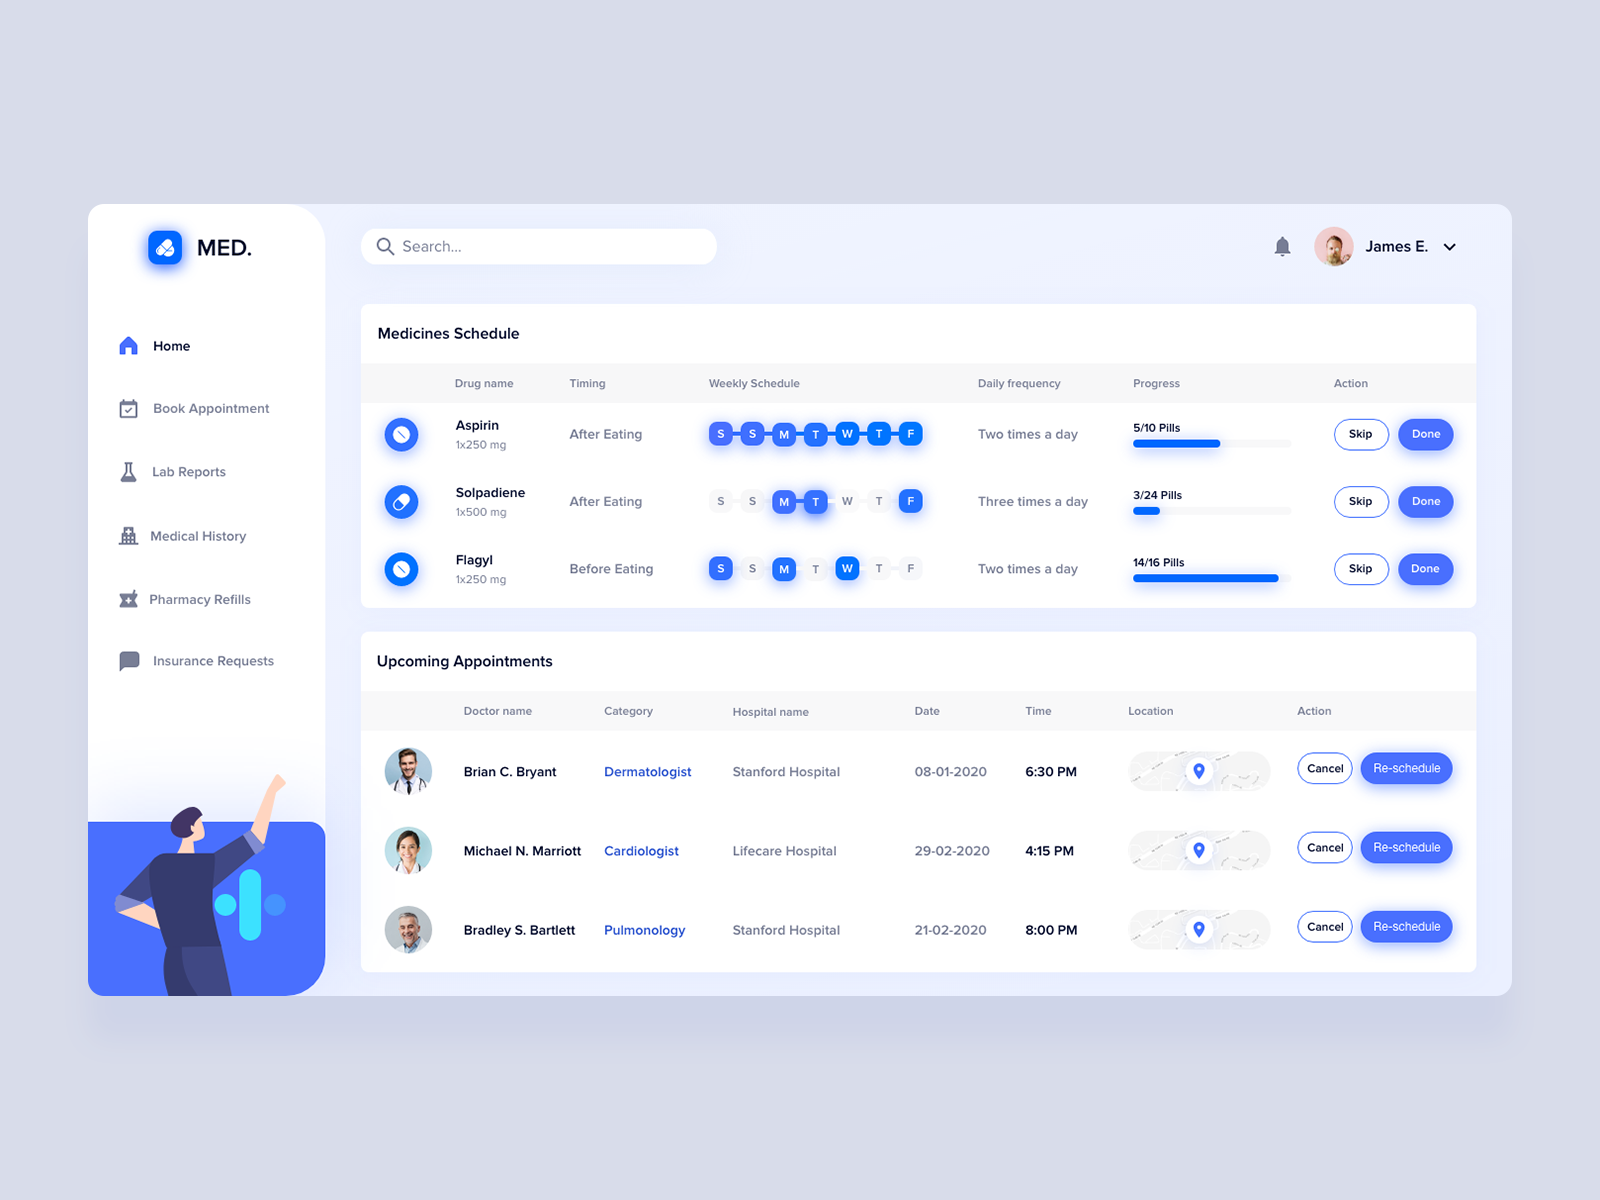 MED.
Search...
James E.
Home
Book Appointment
Lab Reports
Medical History
Pharmacy Refills
Insurance Requests
Medicines Schedule
Drug name Timing Weekly Schedule Daily frequency Progress Action
Aspirin
1x250 mg
After Eating
S S M T W T F
Two times a day
5/10 Pills
Skip Done
Solpadiene
1x500 mg
After Eating
S S M T W T F
Three times a day
3/24 Pills
Skip Done
Flagyl
1x250 mg
Before Eating
S S M T W T F
Two times a day
14/16 Pills
Skip Done
Upcoming Appointments
Doctor name Category Hospital name Date Time Location Action
Brian C. Bryant Dermatologist Stanford Hospital 08-01-2020 6:30 PM Cancel Re-schedule
Michael N. Marriott Cardiologist Lifecare Hospital 29-02-2020 4:15 PM Cancel Re-schedule
Bradley S. Bartlett Pulmonology Stanford Hospital 21-02-2020 8:00 PM Cancel Re-schedule